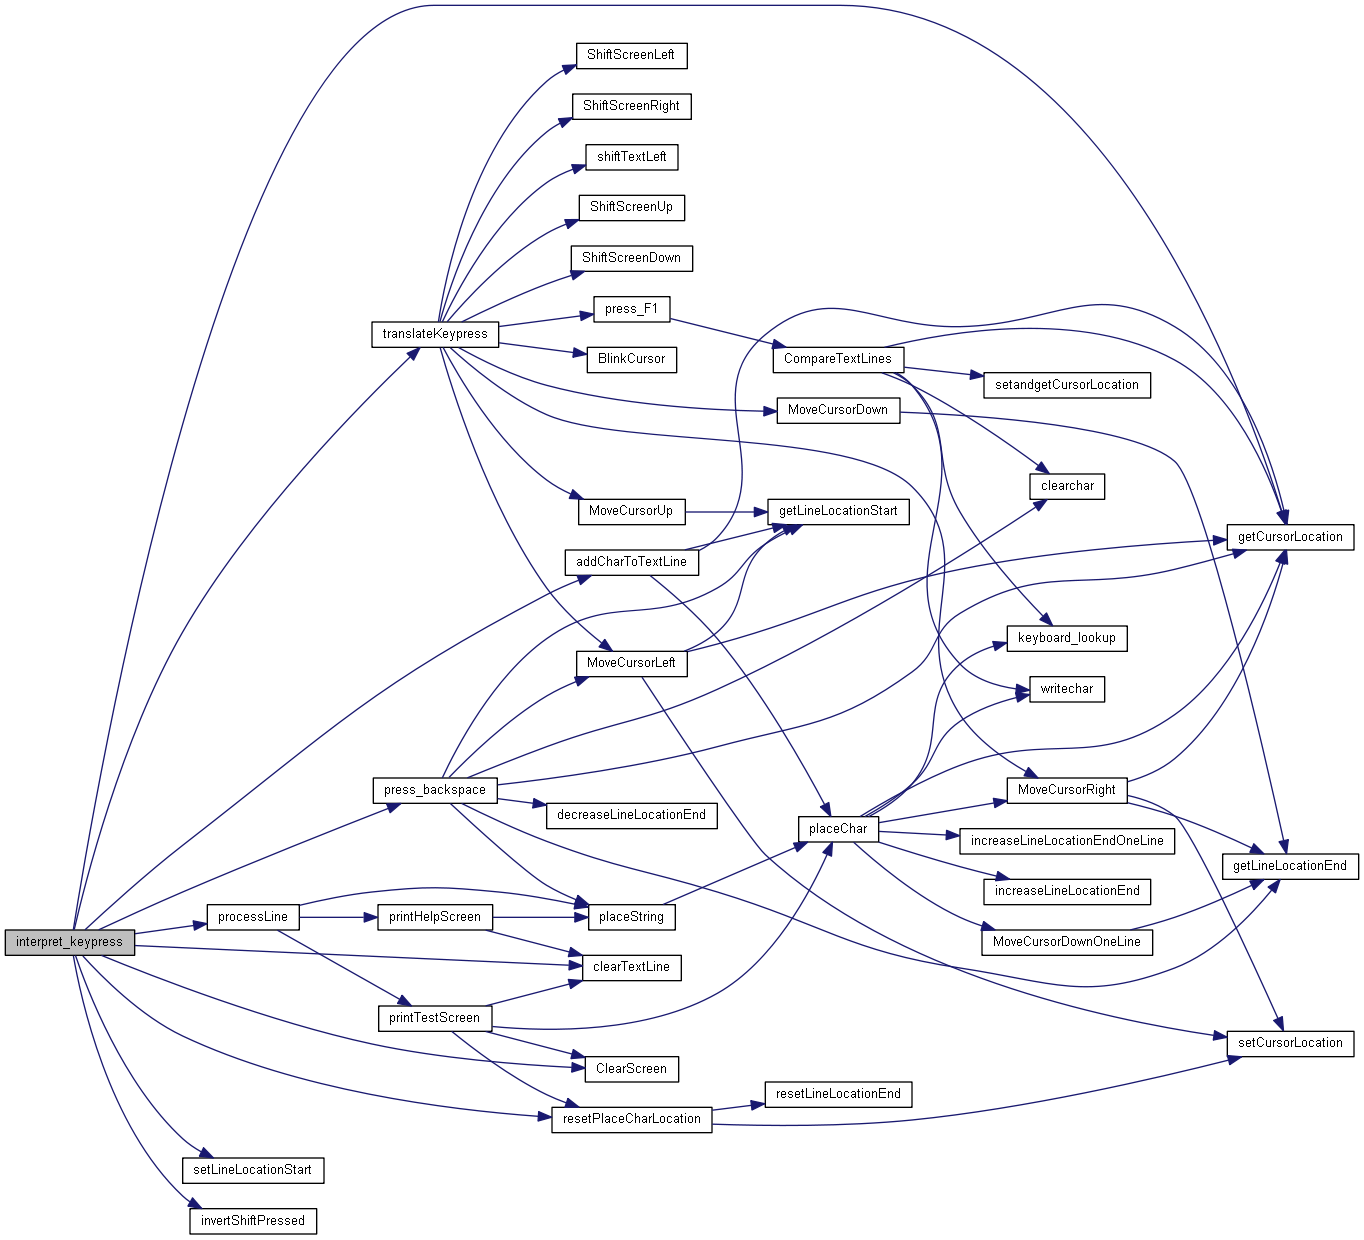 ShiftScreenLeft
ShiftScreenRight
shiftTextLeft
ShiftScreenUp
ShiftScreenDown
press_F1
translateKeypress
BlinkCursor
CompareTextLines
setandgetCursorLocation
MoveCursorDown
clearchar
MoveCursorUp
getLineLocationStart
getCursorLocation
addCharToTextLine
keyboard_lookup
MoveCursorLeft
writechar
press_backspace
MoveCursorRight
decreaseLineLocationEnd
placeChar
increaseLineLocationEndOneLine
getLineLocationEnd
increaseLineLocationEnd
processLine
printHelpScreen
placeString
interpret_keypress
MoveCursorDownOneLine
clearTextLine
printTestScreen
setCursorLocation
ClearScreen
resetLineLocationEnd
resetPlaceCharLocation
setLineLocationStart
invertShiftPressed